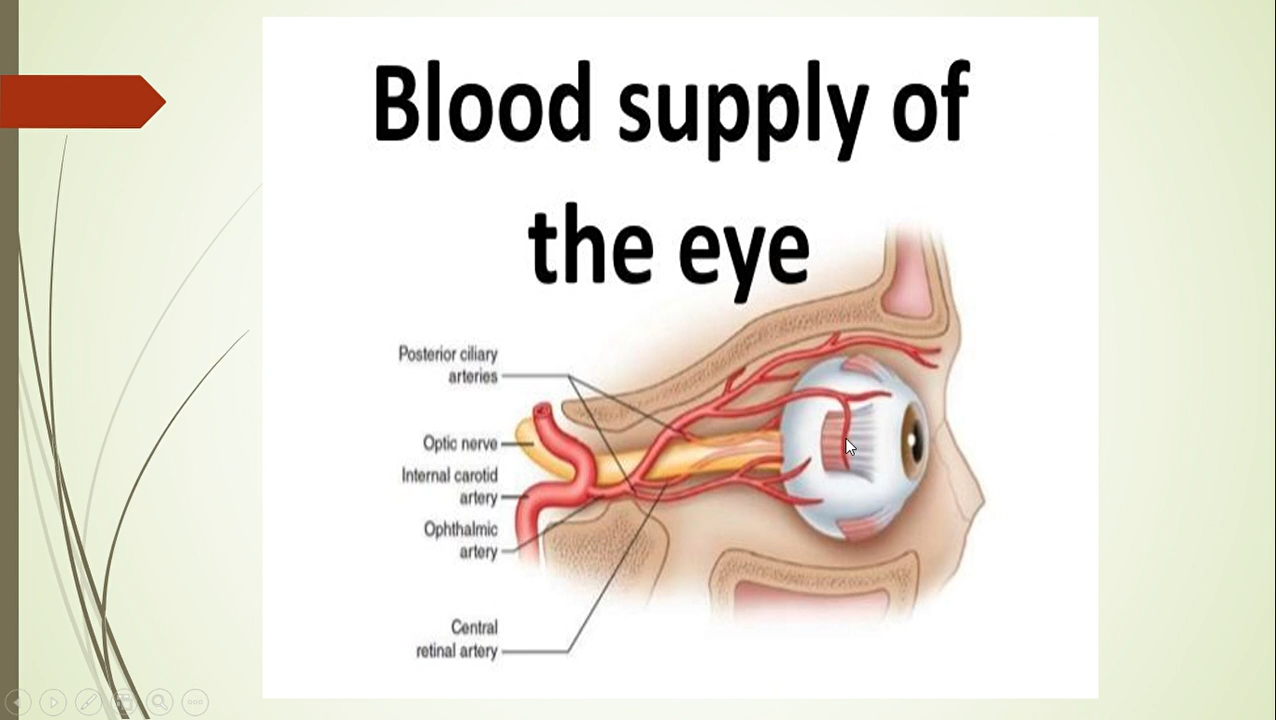 Blood supply of
the eye
Posterior ciliary
arteries
Optic nerve
Internal carotid
artery
Ophthalmic
artery
Central
retinal artery